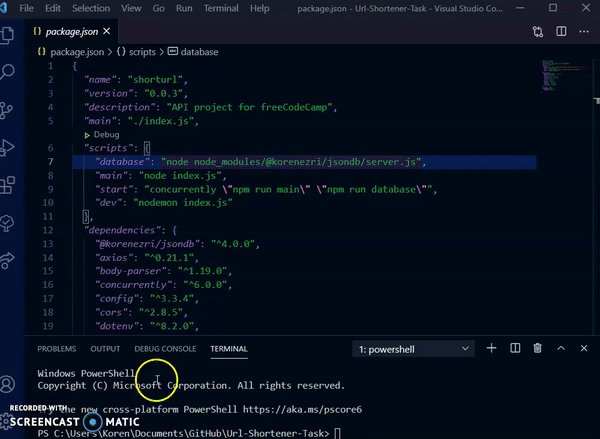 File Edit Selection View Go Run Terminal Help package.json - Url-Shortener-Task - Visual Studio Co
package.json
package.json > scripts > database
1 {
2 "name": "shorturl",
3 "version": "0.0.3",
4 "description": "API project for freeCodeCamp",
5 "main": "./index.js",
Debug
6 "scripts": {
7 "database": "node node_modules/@korenezri/jsondb/server.js",
8 "main": "node index.js",
9 "start": "concurrently \"npm run main\" \"npm run database\"",
10 "dev": "nodemon index.js"
11 },
12 "dependencies": {
13 "@korenezri/jsondb": "^4.0.0",
14 "axios": "^0.21.1",
15 "body-parser": "^1.19.0",
16 "concurrently": "^6.0.0",
17 "config": "^3.3.4",
18 "cors": "^2.8.5",
19 "dotenv": "^8.2.0",
PROBLEMS OUTPUT DEBUG CONSOLE TERMINAL 1: powershell
Windows PowerShell
Copyright (C) Microsoft Corporation. All rights reserved.
the new cross-platform PowerShell https://aka.ms/pscore6
RECORDED WITH
SCREENCAST MATIC
PS C:\Users\Koren\Documents\GitHub\Url-Shortener-Task>